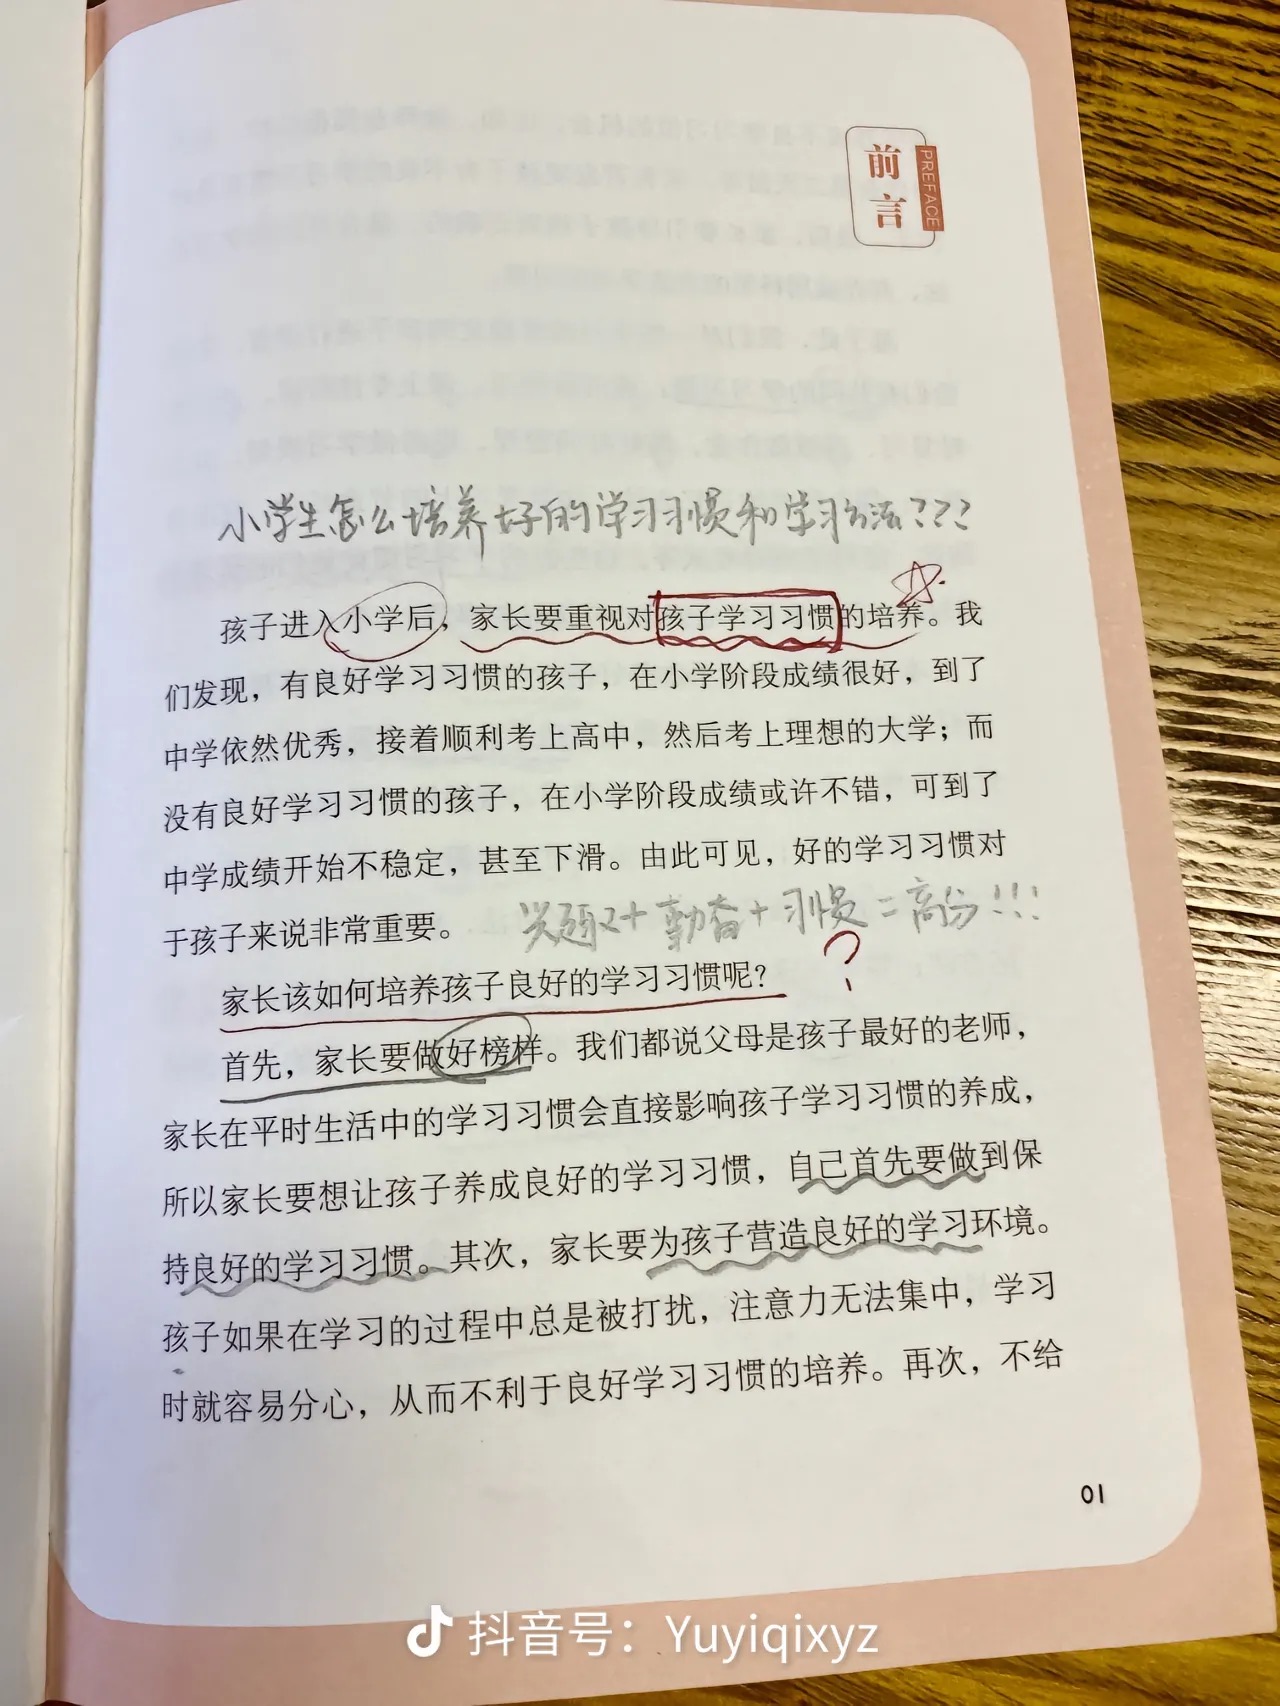 前言
PREFACE
小学生怎么培养好的学习习惯和学习方法???
孩子进入小学后，家长要重视对孩子学习习惯的培养。我
们发现，有良好学习习惯的孩子，在小学阶段成绩很好，到了
中学依然优秀，接着顺利考上高中，然后考上理想的大学；而
没有良好学习习惯的孩子，在小学阶段成绩或许不错，可到了
中学成绩开始不稳定，甚至下滑。由此可见，好的学习习惯对
于孩子来说非常重要。
+勤奋+习惯=高分!!!
?
家长该如何培养孩子良好的学习习惯呢？
首先，家长要做好榜样。我们都说父母是孩子最好的老师，
家长在平时生活中的学习习惯会直接影响孩子学习习惯的养成，
所以家长要想让孩子养成良好的学习习惯，自己首先要做到保
持良好的学习习惯。其次，家长要为孩子营造良好的学习环境。
孩子如果在学习的过程中总是被打扰，注意力无法集中，学习
时就容易分心，从而不利于良好学习习惯的培养。再次，不给
01
抖音号：Yuyiqixyz